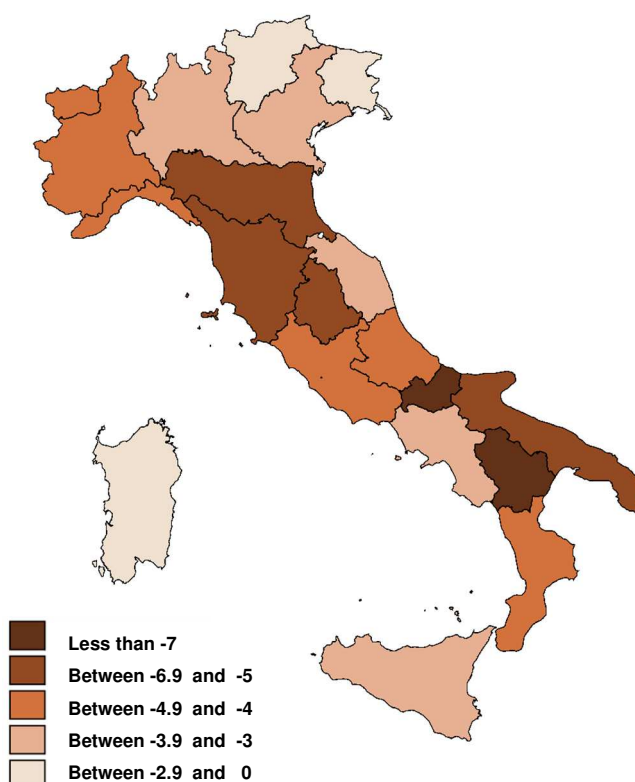 Less than -7
Between -6.9 and -5
Between -4.9 and -4
Between -3.9 and -3
Between -2.9 and 0